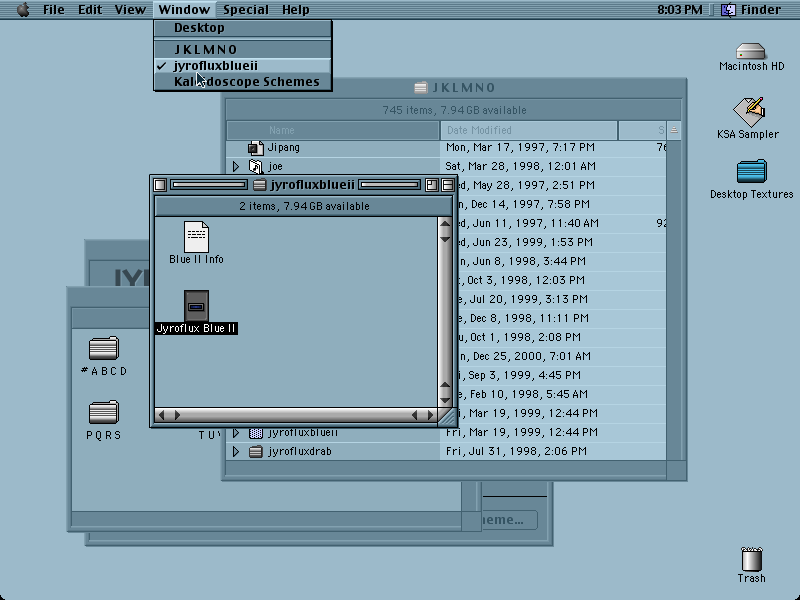 File Edit View Window Special Help 8:03 PM Finder
Desktop
JKLMNO
jyrofluxblueii
Kaleidoscope Schemes
Macintosh HD
KSA Sampler
Desktop Textures
Trash
JKLMNO
745 items, 7.94 GB available
Name Date Modified S
Jipang Mon, Mar 17, 1997, 7:17 PM 76
joe Sat, Mar 28, 1998, 12:01 AM
d, May 28, 1997, 2:51 PM
n, Dec 14, 1997, 7:58 PM
d, Jun 11, 1997, 11:40 AM 92
e, Jun 23, 1999, 1:53 PM
n, Jun 8, 1998, 3:44 PM
t, Oct 3, 1998, 12:03 PM
e, Jul 20, 1999, 3:13 PM
e, Dec 8, 1998, 11:11 PM
u, Oct 1, 1998, 2:08 PM
n, Dec 25, 2000, 7:01 AM
i, Sep 3, 1999, 4:45 PM
e, Feb 10, 1998, 5:45 AM
Fri, Mar 19, 1999, 12:44 PM
jyrofluxblueii Fri, Mar 19, 1999, 12:44 PM
jyrofluxdrab Fri, Jul 31, 1998, 2:06 PM
jyrofluxblueii
2 items, 7.94 GB available
Blue II Info
Jyroflux Blue II
#ABCD
PQRS
TUV
eme...